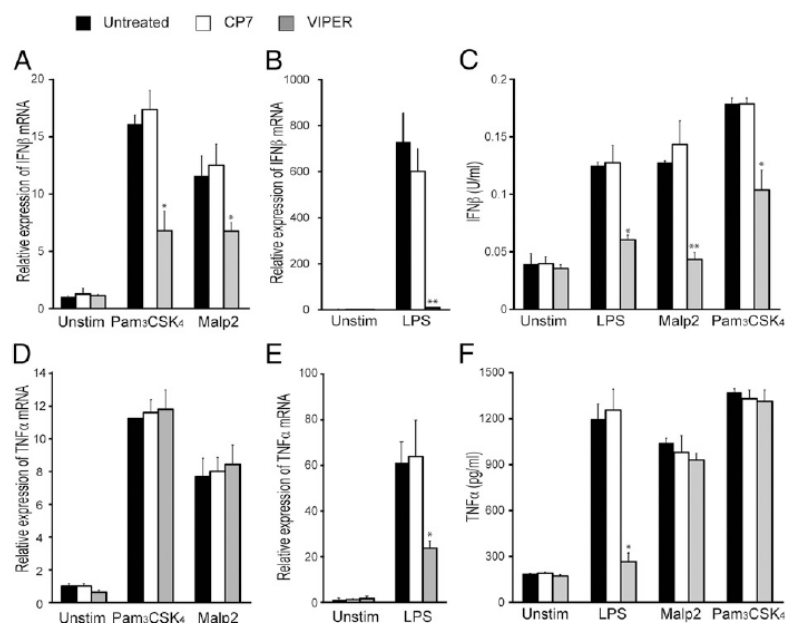 Untreated CP7 VIPER
A
Relative expression of IFNβ mRNA
20
15
10
5
0
*
*
Unstim Pam₃CSK₄ Malp2
B
Relative expression of IFNβ mRNA
1000
800
600
400
200
0
**
Unstim LPS
C
IFNβ (U/ml)
0.2
0.15
0.1
0.05
0
*
**
*
Unstim LPS Malp2 Pam₃CSK₄
D
Relative expression of TNFα mRNA
14
12
10
8
6
4
2
0
Unstim Pam₃CSK₄ Malp2
E
Relative expression of TNFα mRNA
100
80
60
40
20
0
*
Unstim LPS
F
TNFα (pg/ml)
1500
1200
900
600
300
0
*
Unstim LPS Malp2 Pam₃CSK₄